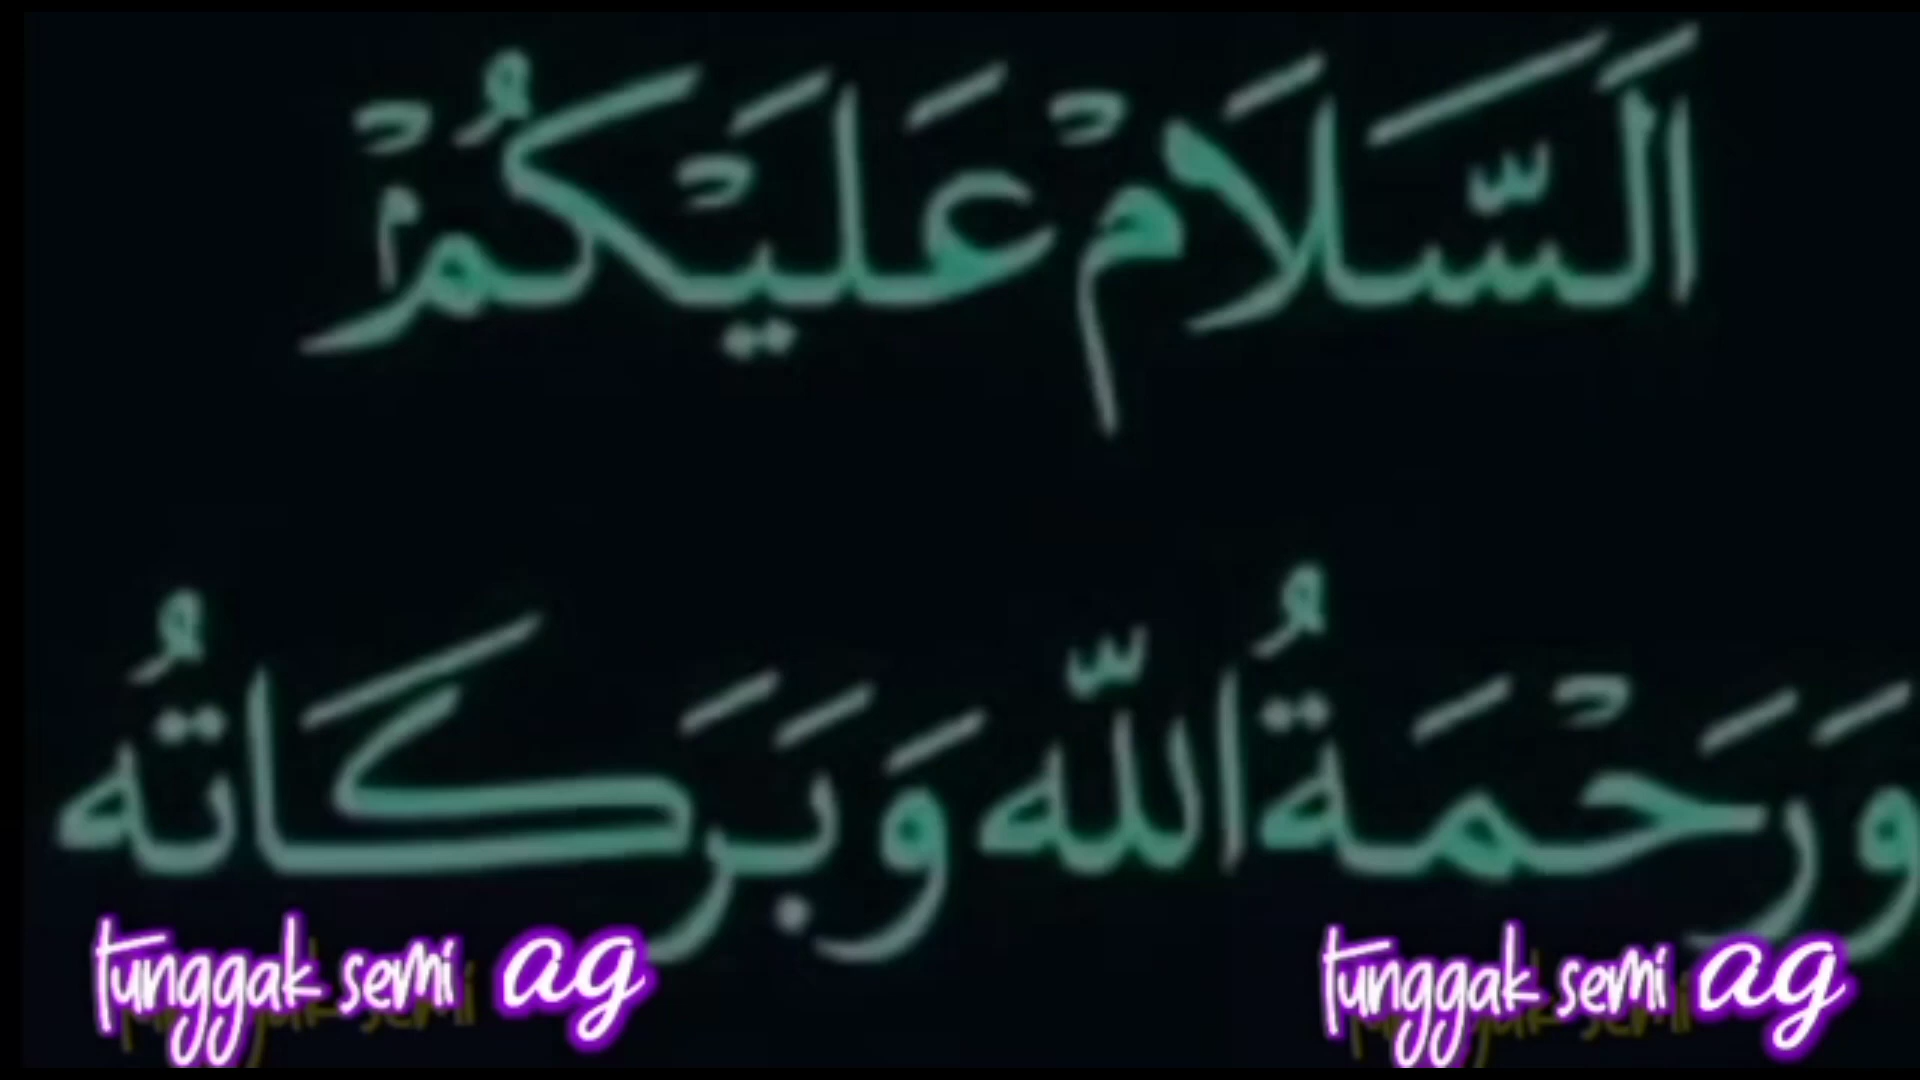 اَلسَّلَامْ عَلَيْكُمْ
وَرَحْمَةُ اللّه وَبَرَكَاتُه
tunggak semi ag tunggak semi ag